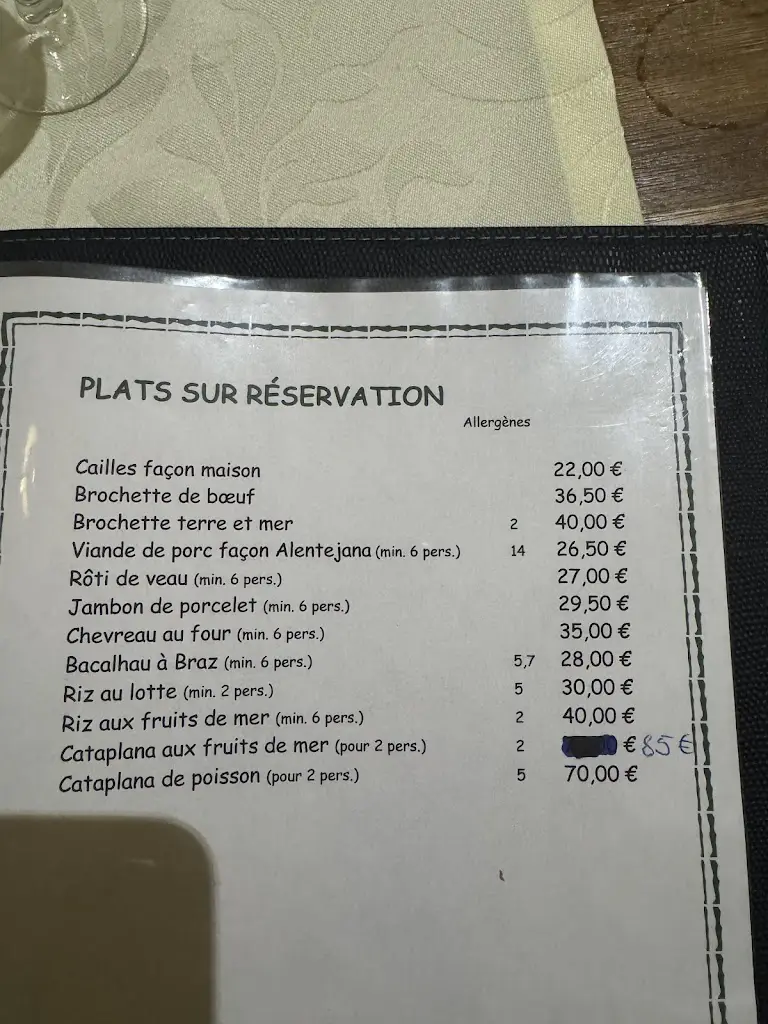 PLATS SUR RÉSERVATION
Allergènes
Cailles façon maison 22,00 €
Brochette de bœuf 36,50 €
Brochette terre et mer 2 40,00 €
Viande de porc façon Alentejana (min. 6 pers.) 14 26,50 €
Rôti de veau (min. 6 pers.) 27,00 €
Jambon de porcelet (min. 6 pers.) 29,50 €
Chevreau au four (min. 6 pers.) 35,00 €
Bacalhau à Braz (min. 6 pers.) 5,7 28,00 €
Riz au lotte (min. 2 pers.) 5 30,00 €
Riz aux fruits de mer (min. 6 pers.) 2 40,00 €
Cataplana aux fruits de mer (pour 2 pers.) 2 € 85 €
Cataplana de poisson (pour 2 pers.) 5 70,00 €